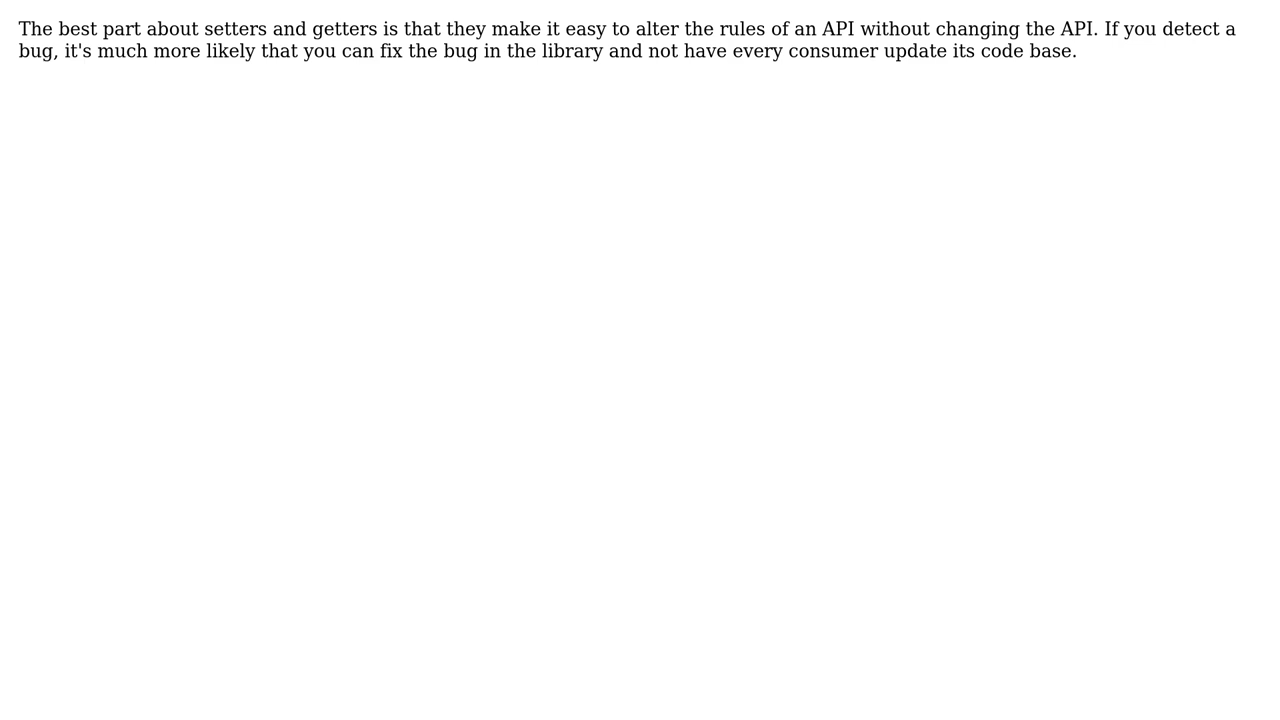 The best part about setters and getters is that they make it easy to alter the rules of an API without changing the API. If you detect a
bug, it's much more likely that you can fix the bug in the library and not have every consumer update its code base.